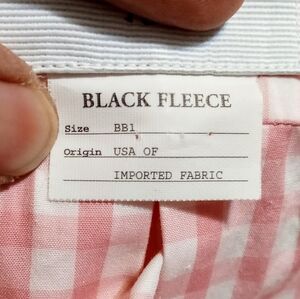 BLACK FLEECE
Size BB1
Origin USA OF
IMPORTED FABRIC